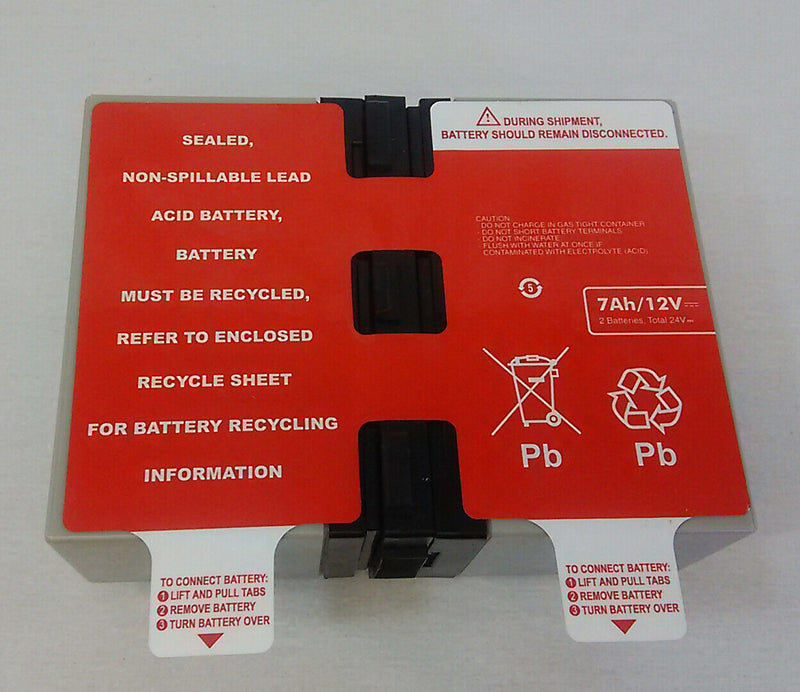 SEALED,
NON-SPILLABLE LEAD
ACID BATTERY,
BATTERY
MUST BE RECYCLED,
REFER TO ENCLOSED
RECYCLE SHEET
FOR BATTERY RECYCLING
INFORMATION
DURING SHIPMENT,
BATTERY SHOULD REMAIN DISCONNECTED.
CAUTION
- DO NOT CHARGE IN GAS TIGHT CONTAINER
- DO NOT SHORT BATTERY TERMINALS
- DO NOT INCINERATE
- FLUSH WITH WATER AT ONCE IF
CONTAMINATED WITH ELECTROLYTE (ACID)
5
7Ah/12V
2 Batteries, Total 24V
Pb
Pb
TO CONNECT BATTERY:
1 LIFT AND PULL TABS
2 REMOVE BATTERY
3 TURN BATTERY OVER
TO CONNECT BATTERY:
1 LIFT AND PULL TABS
2 REMOVE BATTERY
3 TURN BATTERY OVER